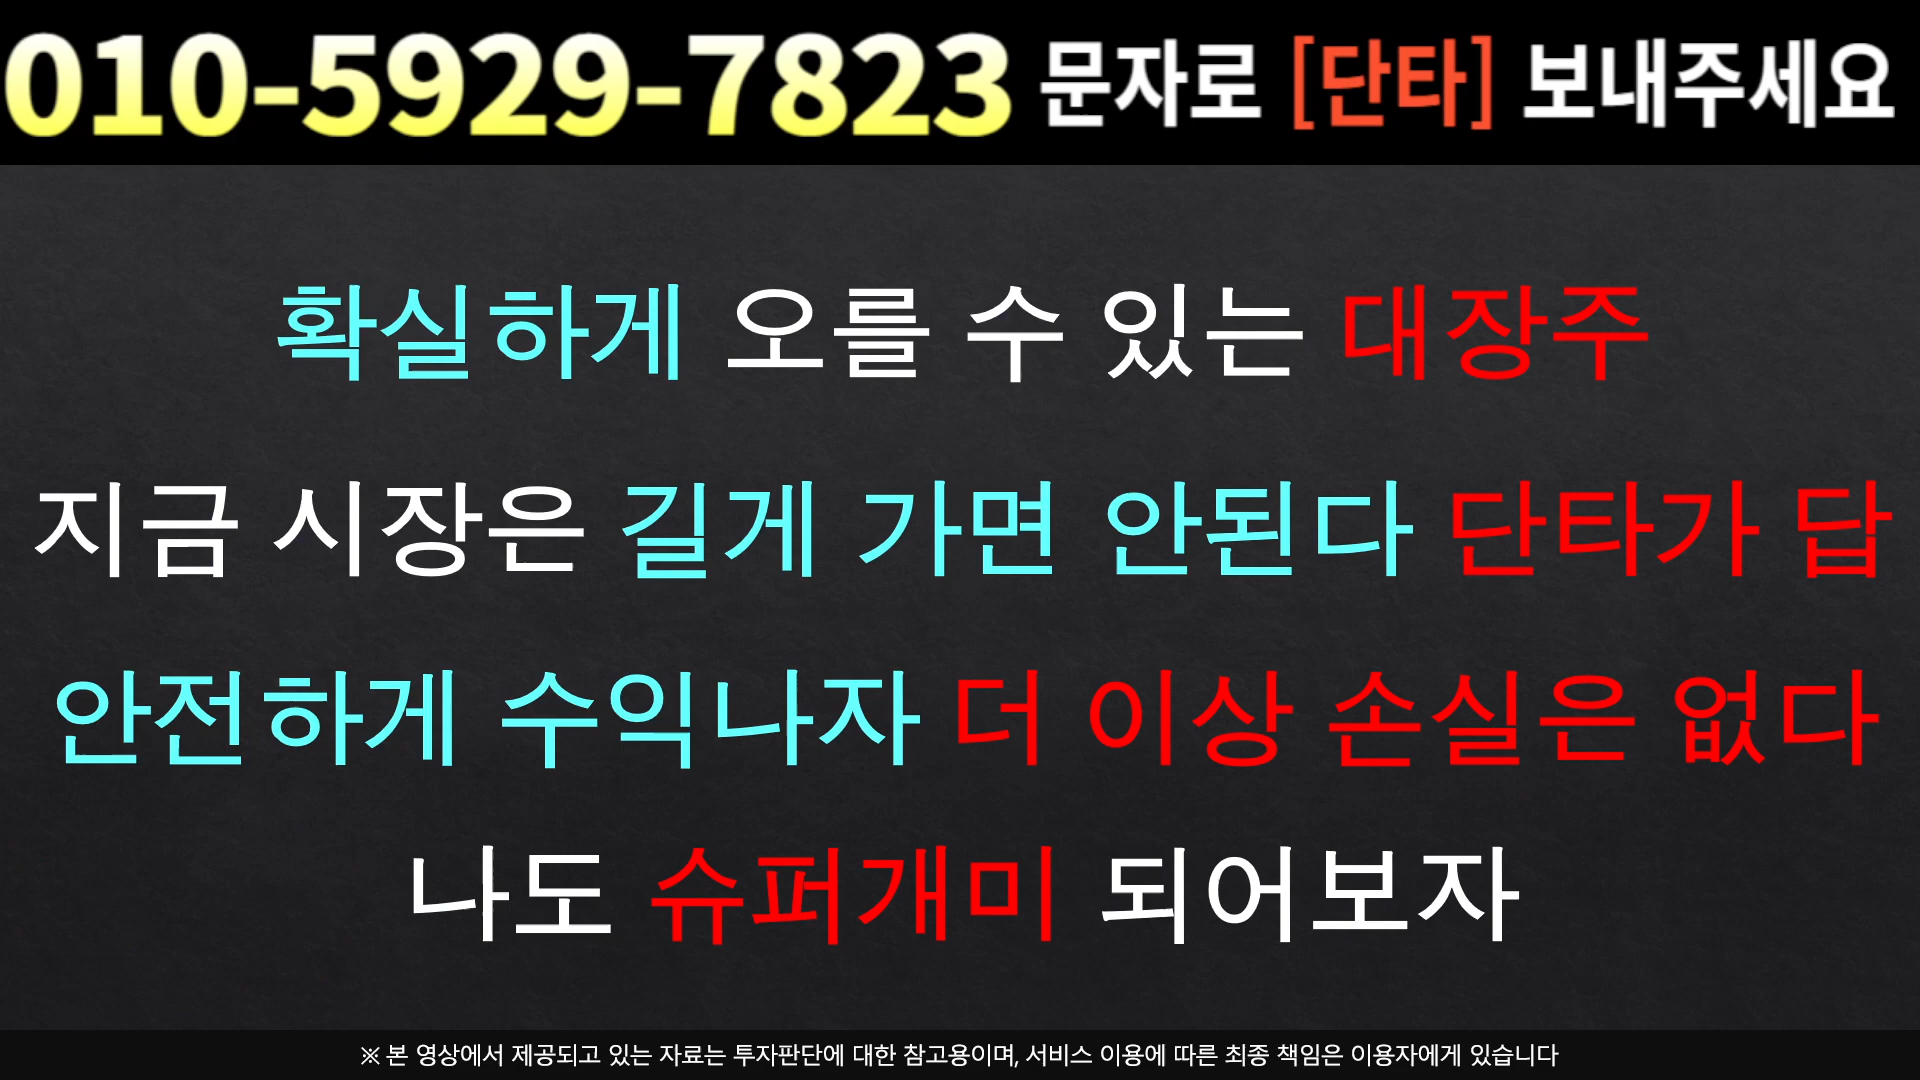 010-5929-7823 문자로 [단타] 보내주세요
확실하게 오를 수 있는 대장주
지금 시장은 길게 가면 안된다 단타가 답
안전하게 수익나자 더 이상 손실은 없다
나도 슈퍼개미 되어보자
※ 본 영상에서 제공되고 있는 자료는 투자판단에 대한 참고용이며, 서비스 이용에 따른 최종 책임은 이용자에게 있습니다